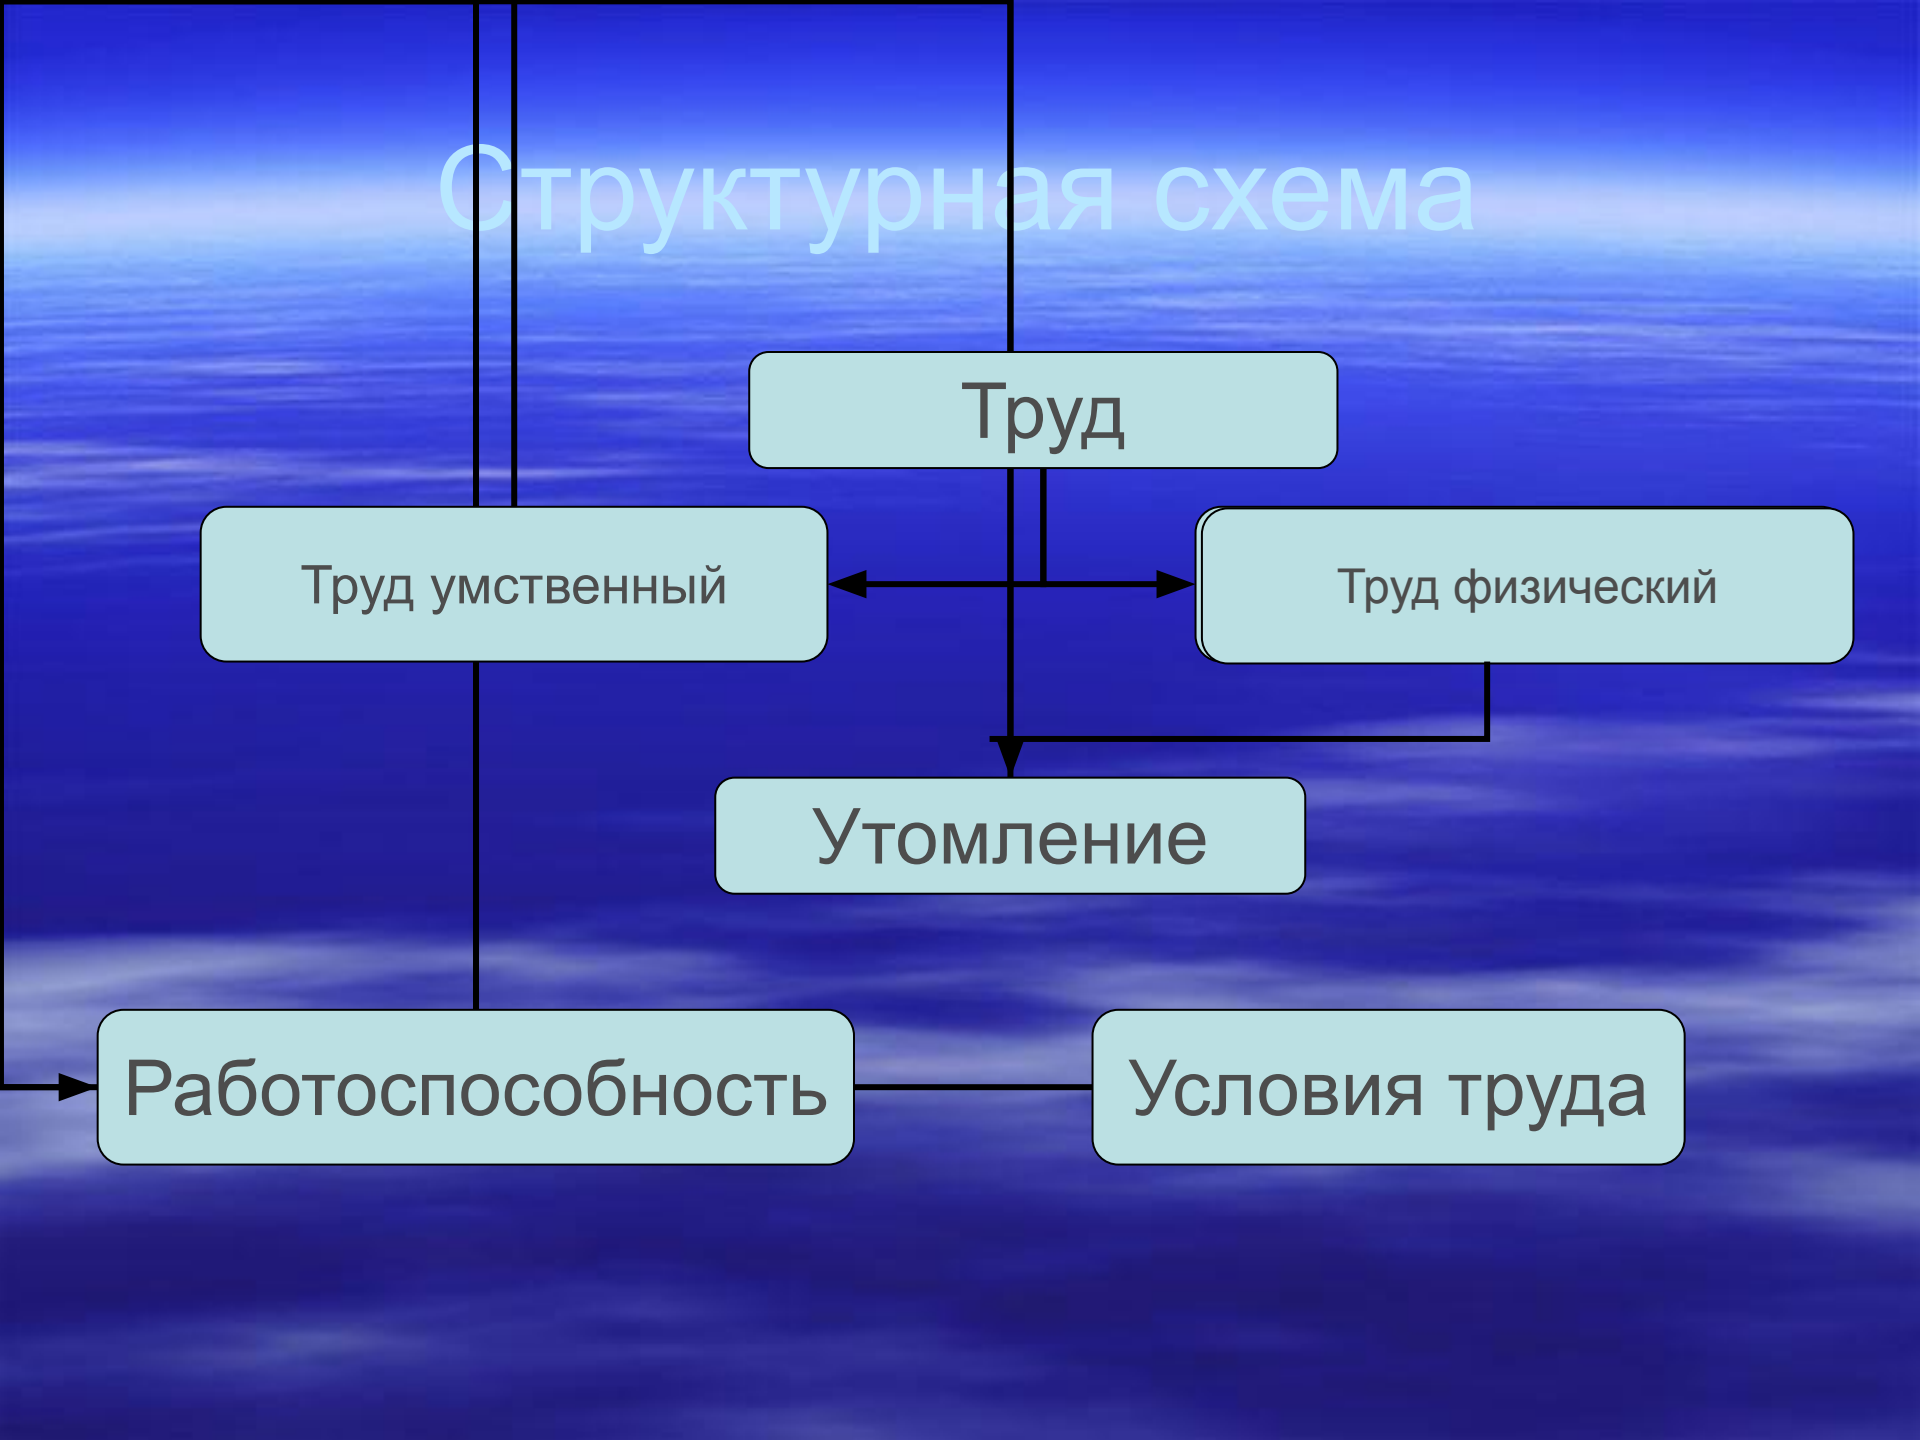 Структурная схема
Труд
Труд умственный
Труд физический
Утомление
Работоспособность
Условия труда